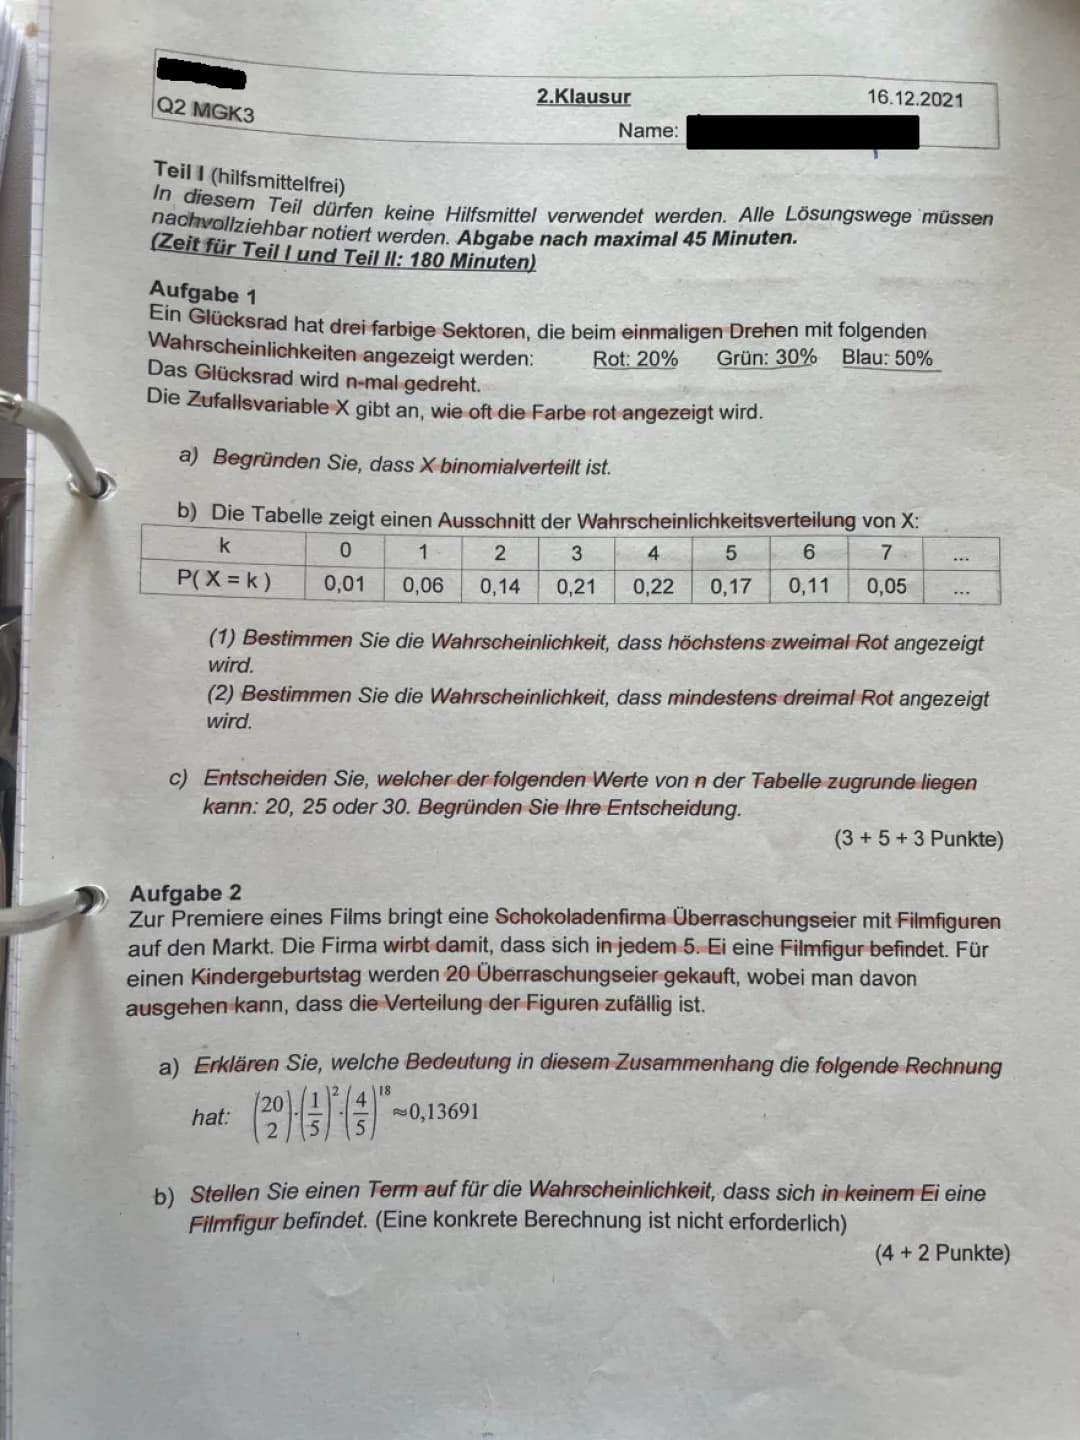 Q2 MGK3
2.Klausur
16.12.2021
Name:
Teil I (hilfsmittelfrei)
In diesem Teil dürfen keine Hilfsmittel verwendet werden. Alle Lösungswege müssen
nachvollziehbar notiert werden. Abgabe nach maximal 45 Minuten.
(Zeit für Teil I und Teil II: 180 Minuten)
Aufgabe 1
Ein Glücksrad hat drei farbige Sektoren, die beim einmaligen Drehen mit folgenden
Wahrscheinlichkeiten angezeigt werden: Rot: 20% Grün: 30% Blau: 50%
Das Glücksrad wird n-mal gedreht.
Die Zufallsvariable X gibt an, wie oft die Farbe rot angezeigt wird.
a) Begründen Sie, dass X binomialverteilt ist.
b) Die Tabelle zeigt einen Ausschnitt der Wahrscheinlichkeitsverteilung von X:
k 0 1 2 3 4 5 6 7 ...
P( X = k ) 0,01 0,06 0,14 0,21 0,22 0,17 0,11 0,05 ...
(1) Bestimmen Sie die Wahrscheinlichkeit, dass höchstens zweimal Rot angezeigt
wird.
(2) Bestimmen Sie die Wahrscheinlichkeit, dass mindestens dreimal Rot angezeigt
wird.
c) Entscheiden Sie, welcher der folgenden Werte von n der Tabelle zugrunde liegen
kann: 20, 25 oder 30. Begründen Sie Ihre Entscheidung.
(3 + 5 + 3 Punkte)
Aufgabe 2
Zur Premiere eines Films bringt eine Schokoladenfirma Überraschungseier mit Filmfiguren
auf den Markt. Die Firma wirbt damit, dass sich in jedem 5. Ei eine Filmfigur befindet. Für
einen Kindergeburtstag werden 20 Überraschungseier gekauft, wobei man davon
ausgehen kann, dass die Verteilung der Figuren zufällig ist.
a) Erklären Sie, welche Bedeutung in diesem Zusammenhang die folgende Rechnung
hat: (20 2)·(1/5)²·(4/5)¹⁸≈0,13691
b) Stellen Sie einen Term auf für die Wahrscheinlichkeit, dass sich in keinem Ei eine
Filmfigur befindet. (Eine konkrete Berechnung ist nicht erforderlich)
(4 + 2 Punkte)